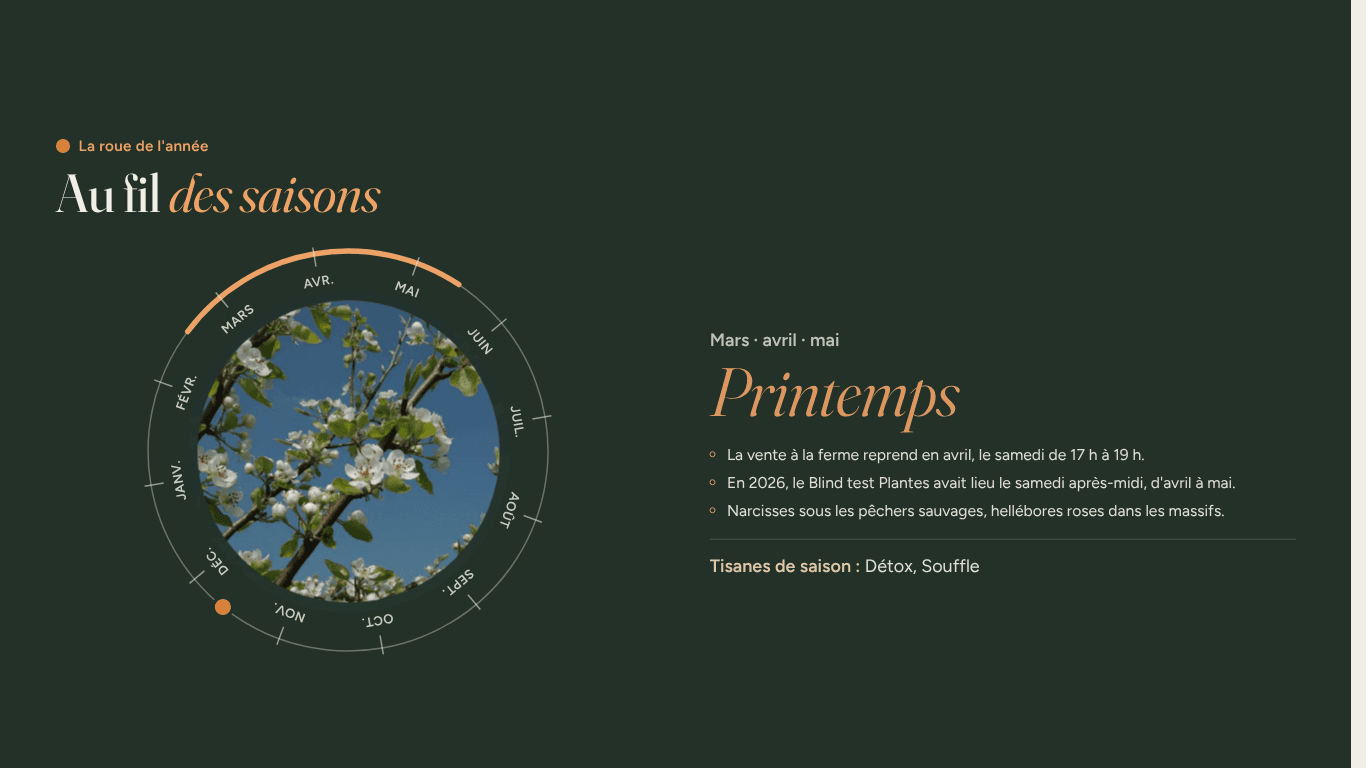 La roue de l'année
Au fil des saisons
JANV.
FÉVR.
MARS
AVR.
MAI
JUIN
JUIL.
AOÛT
SEPT.
OCT.
NOV.
DÉC.
Mars · avril · mai
Printemps
La vente à la ferme reprend en avril, le samedi de 17 h à 19 h.
En 2026, le Blind test Plantes avait lieu le samedi après-midi, d'avril à mai.
Narcisses sous les pêchers sauvages, hellébores roses dans les massifs.
Tisanes de saison : Détox, Souffle